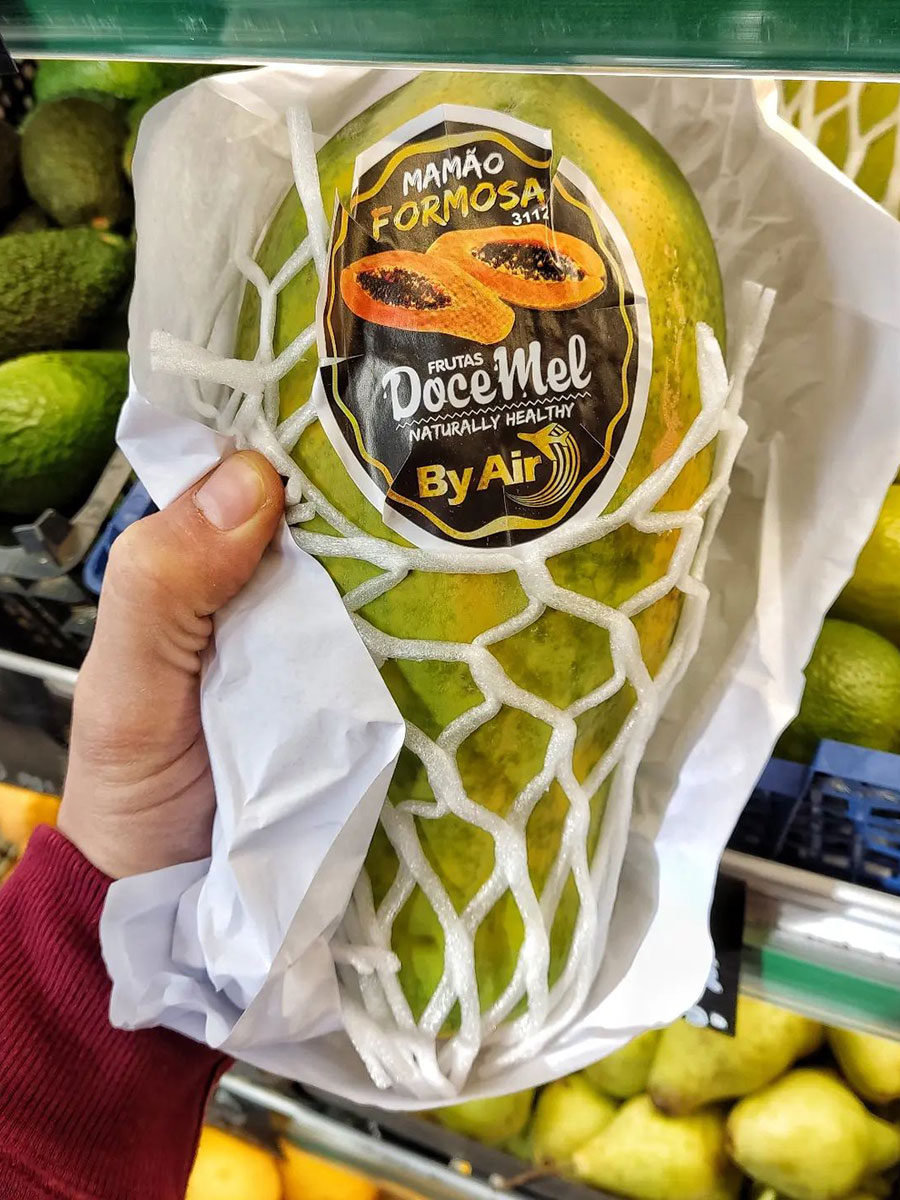 MAMÃO
FORMOSA
3112
FRUTAS
DOCE MEL
NATURALLY HEALTHY
By Air